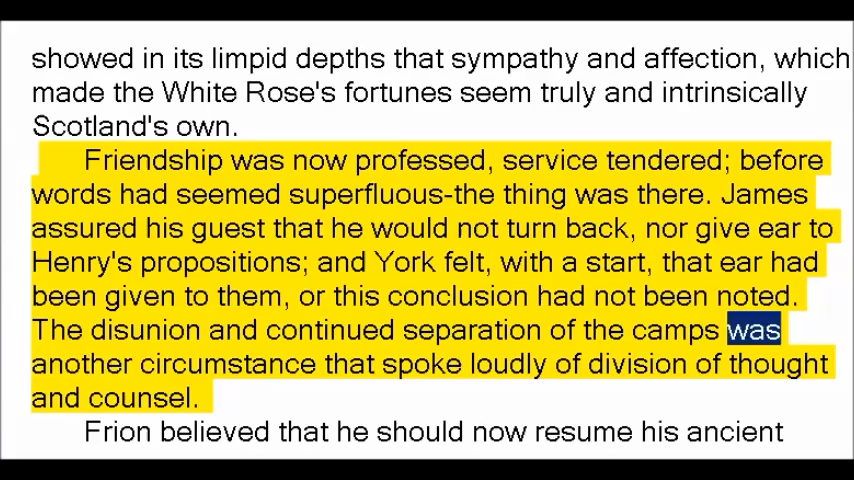 showed in its limpid depths that sympathy and affection, which
made the White Rose's fortunes seem truly and intrinsically
Scotland's own.
Friendship was now professed, service tendered; before
words had seemed superfluous-the thing was there. James
assured his guest that he would not turn back, nor give ear to
Henry's propositions; and York felt, with a start, that ear had
been given to them, or this conclusion had not been noted.
The disunion and continued separation of the camps was
another circumstance that spoke loudly of division of thought
and counsel.
Frion believed that he should now resume his ancient